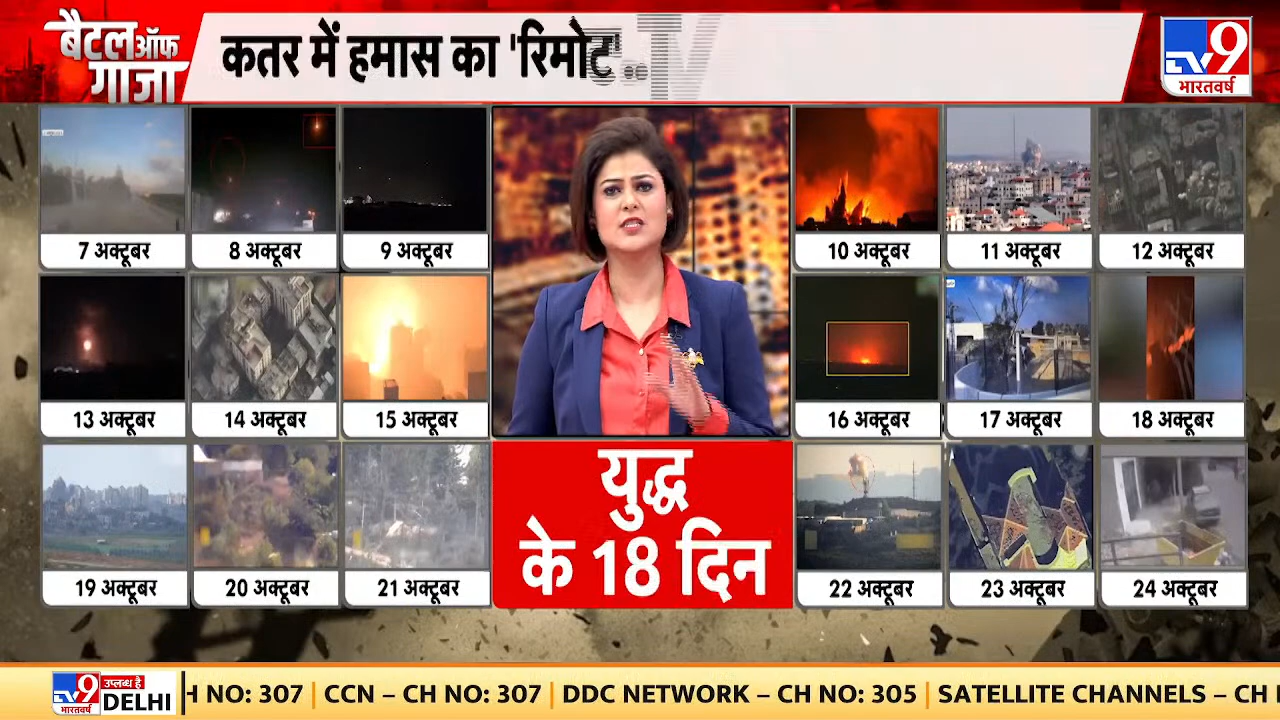 बैटल ऑफ
गाजा
कतर में हमास का 'रिमोट'
TV9
भारतवर्ष
7 अक्टूबर
8 अक्टूबर
9 अक्टूबर
10 अक्टूबर
11 अक्टूबर
12 अक्टूबर
13 अक्टूबर
14 अक्टूबर
15 अक्टूबर
16 अक्टूबर
17 अक्टूबर
18 अक्टूबर
युद्ध
के 18 दिन
19 अक्टूबर
20 अक्टूबर
21 अक्टूबर
22 अक्टूबर
23 अक्टूबर
24 अक्टूबर
TV9
भारतवर्ष
उप्लब्ध है
DELHI
H NO: 307 | CCN – CH NO: 307 | DDC NETWORK – CH NO: 305 | SATELLITE CHANNELS – CH